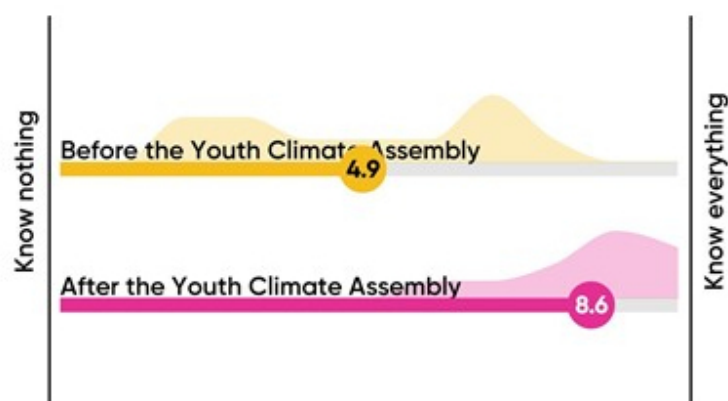 Know nothing
Before the Youth Climate Assembly
4.9
After the Youth Climate Assembly
8.6
Know everything